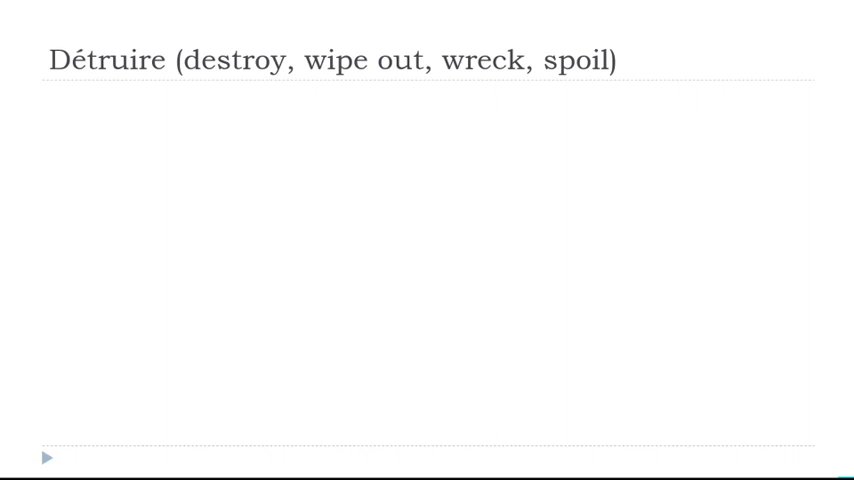 Détruire (destroy, wipe out, wreck, spoil)